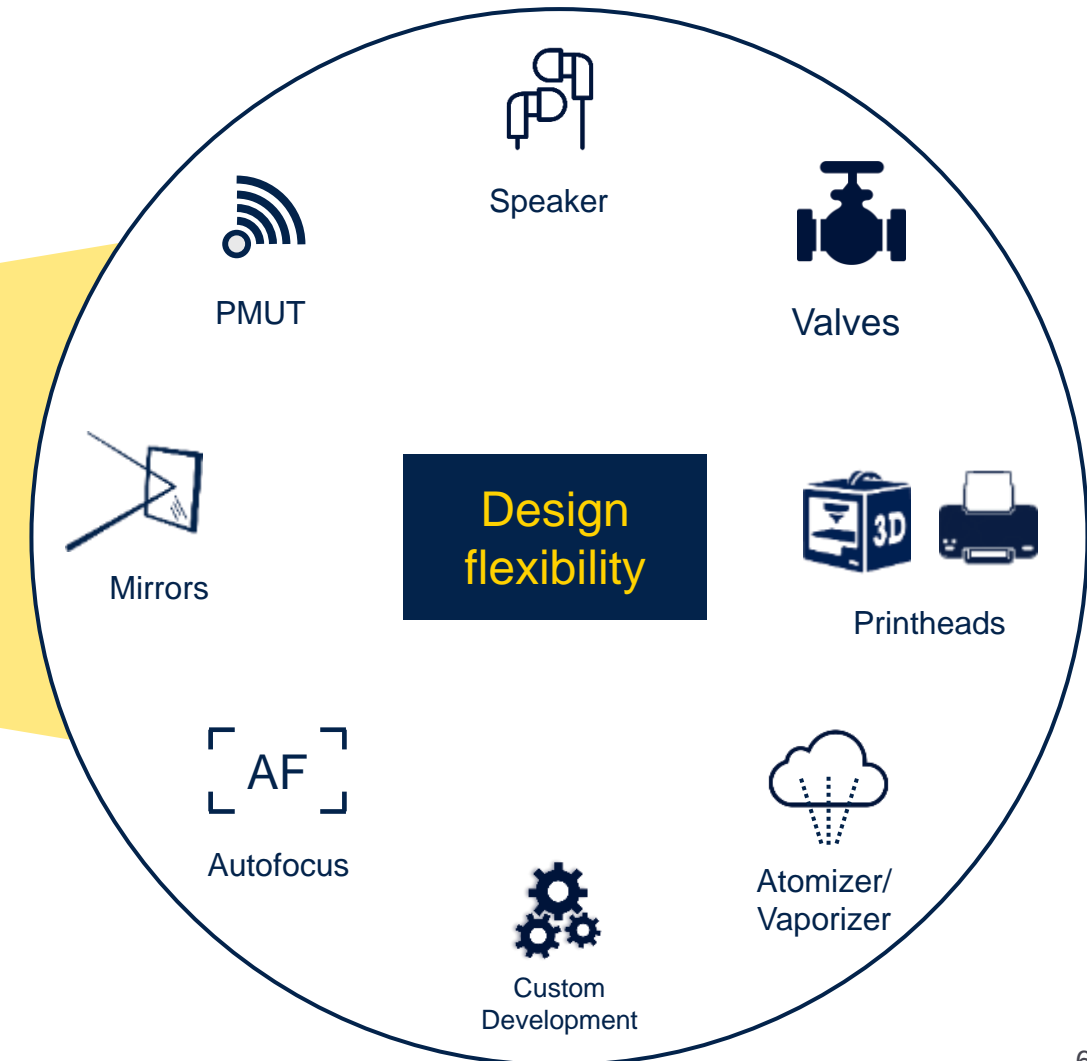 Speaker
PMUT
Valves
Design
flexibility
3D
Mirrors
Printheads
AF
Autofocus
Atomizer/
Vaporizer
Custom
Development